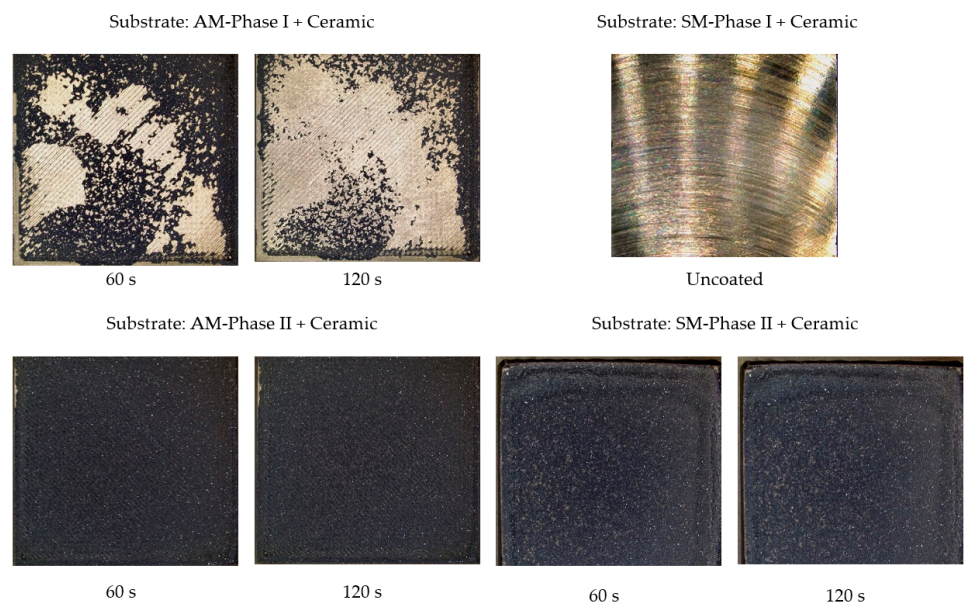 Substrate: AM-Phase I + Ceramic
Substrate: SM-Phase I + Ceramic
60 s
120 s
Uncoated
Substrate: AM-Phase II + Ceramic
Substrate: SM-Phase II + Ceramic
60 s
120 s
60 s
120 s